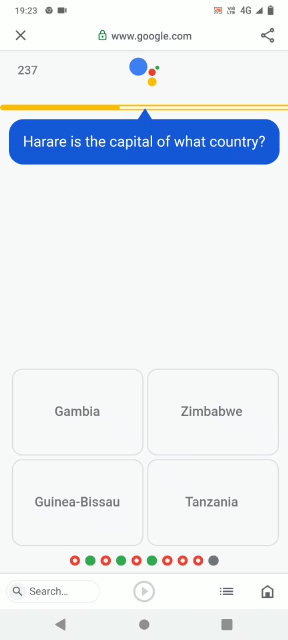 19:23 4G
www.google.com
237
Harare is the capital of what country?
Gambia
Zimbabwe
Guinea-Bissau
Tanzania
Search...